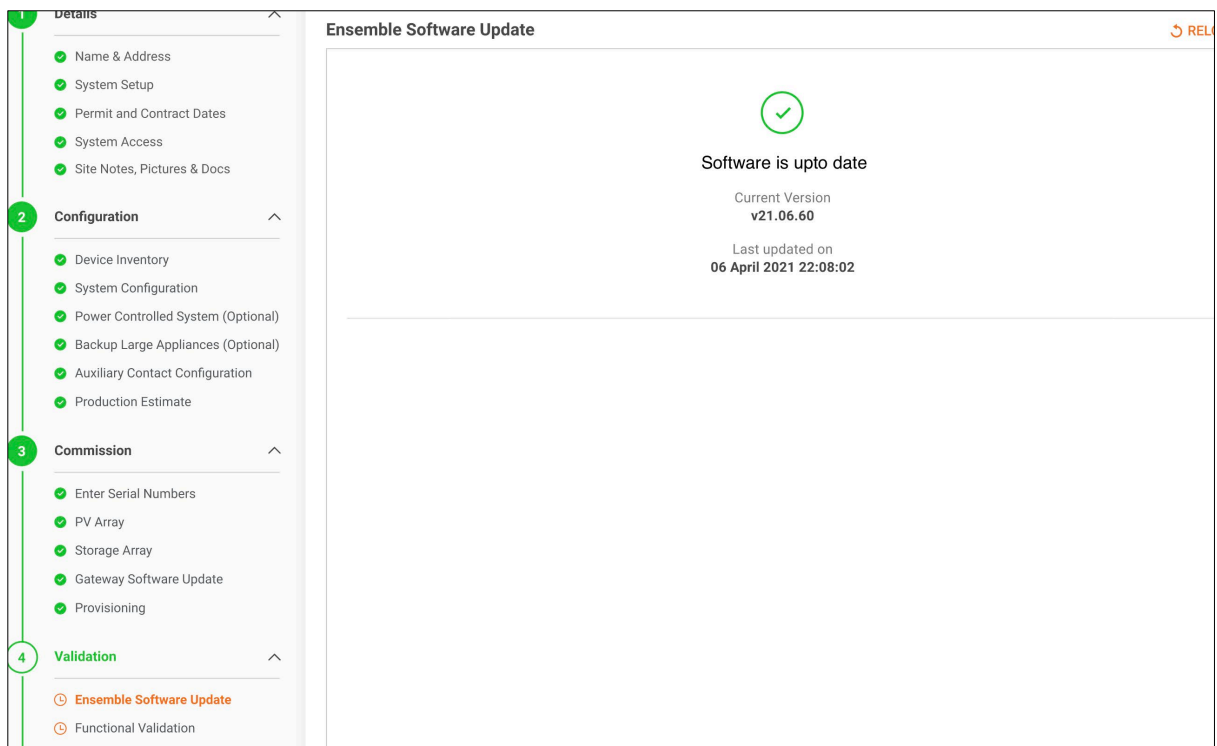 1 Details
Name & Address
System Setup
Permit and Contract Dates
System Access
Site Notes, Pictures & Docs
2 Configuration
Device Inventory
System Configuration
Power Controlled System (Optional)
Backup Large Appliances (Optional)
Auxiliary Contact Configuration
Production Estimate
3 Commission
Enter Serial Numbers
PV Array
Storage Array
Gateway Software Update
Provisioning
4 Validation
Ensemble Software Update
Functional Validation
Ensemble Software Update
Software is upto date
Current Version
v21.06.60
Last updated on
06 April 2021 22:08:02